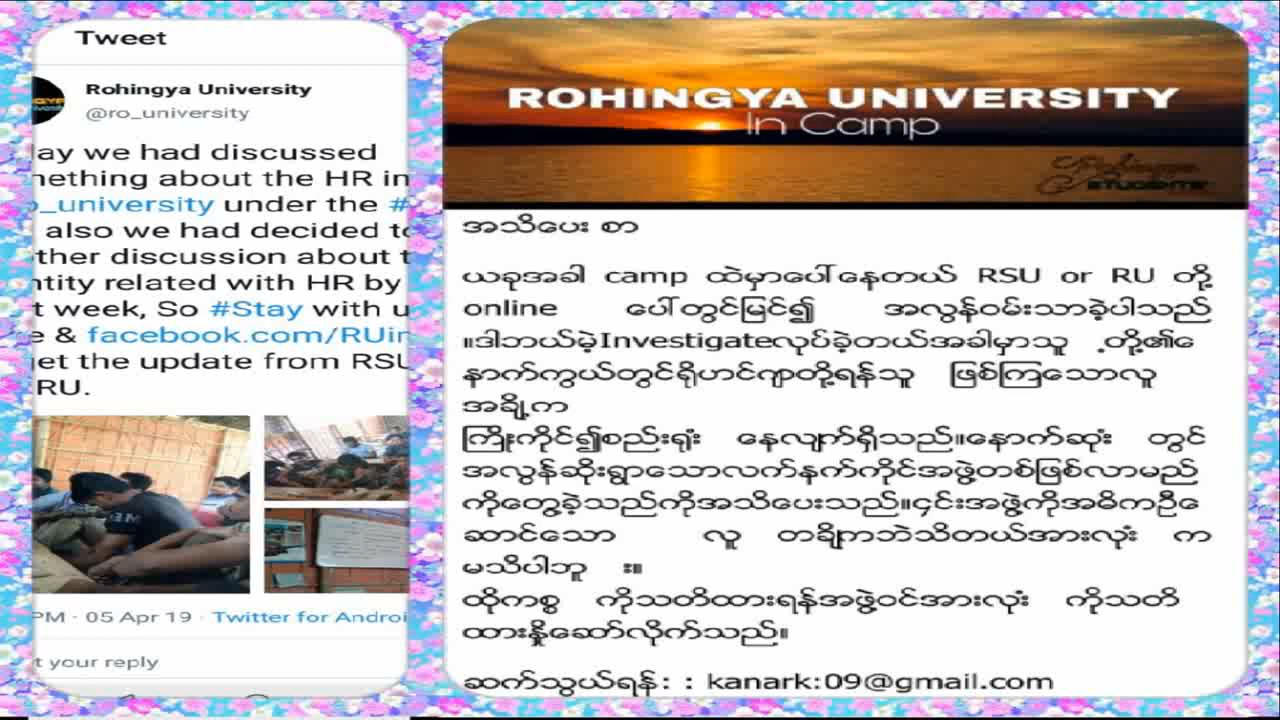 Tweet
Rohingya University
@ro_university
ay we had discussed
nething about the HR in
o_university under the #
also we had decided to
ther discussion about t
ntity related with HR by
t week, So #Stay with u
e & facebook.com/RUin
et the update from RSU
RU.
PM · 05 Apr 19 · Twitter for Androi
t your reply
ROHINGYA UNIVERSITY
In Camp
Rohingya
STUDENTS
အသိပေး စာ
ယခုအခါ camp ထဲမှာပေါ်နေတယ် RSU or RU တို့
online ပေါ်တွင်မြင်၍ အလွန်ဝမ်းသာခဲ့ပါသည်
။ဒါဘယ်မဲ့Investigateလုပ်ခဲ့တယ်အခါမှာသူ ့တို့၏ေ
နာက်ကွယ်တွင်ရိုဟင်ဂျာတို့ရန်သူ ဖြစ်ကြသောလူ
အချို့က
ကြိုးကိုင်၍စည်းရုံး နေလျက်ရှိသည်။နောက်ဆုံး တွင်
အလွန်ဆိုးရွာသောလက်နက်ကိုင်အဖွဲ့တစ်ဖြစ်လာမည်
ကိုတွေ့ခဲ့သည်ကိုအသိပေးသည်။၎င်းအဖွဲ့ကိုအဓိကဦေ
ဆာင်သော လူ တချို့ကဘဲသိတယ်အားလုံး က
မသိပါဘူ း။
ထိုကစ္စ ကိုသတိထားရန်အဖွဲ့ဝင်အားလုံး ကိုသတိ
ထားနှိုးဆော်လိုက်သည်။
ဆက်သွယ်ရန်: : kanark:09@gmail.com